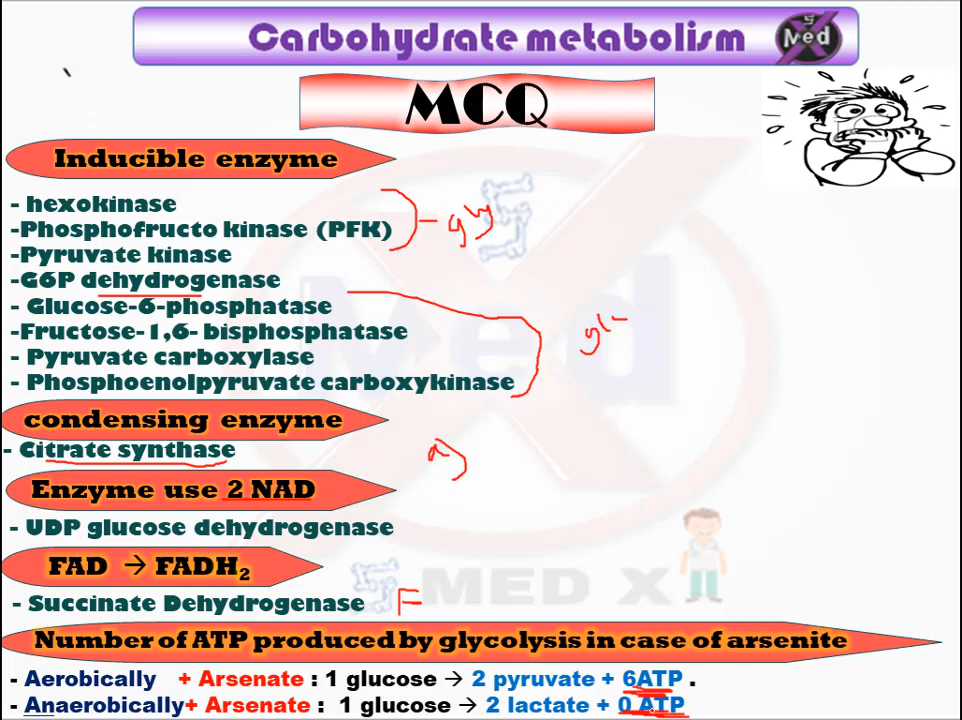 Carbohydrate metabolism
Med
MCQ
Inducible enzyme
- hexokinase
-Phosphofructo kinase (PFK)
- gly
-Pyruvate kinase
-G6P dehydrogenase
- Glucose-6-phosphatase
-Fructose-1,6- bisphosphatase
- Pyruvate carboxylase
- Phosphoenolpyruvate carboxykinase
Med
condensing enzyme
- Citrate synthase
Enzyme use 2 NAD
- UDP glucose dehydrogenase
FAD → FADH₂
MED X
- Succinate Dehydrogenase F
Number of ATP produced by glycolysis in case of arsenite
- Aerobically + Arsenate : 1 glucose → 2 pyruvate + 6ATP .
- Anaerobically+ Arsenate : 1 glucose → 2 lactate + 0 ATP